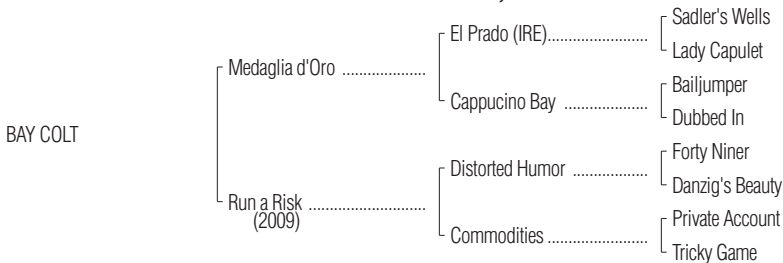 Sadler's Wells
El Prado (IRE).....................
Lady Capulet
Medaglia d'Oro .....................
Bailjumper
Cappucino Bay .....................
Dubbed In
BAY COLT
Forty Niner
Distorted Humor ...................
Danzig's Beauty
Run a Risk ...........................
(2009)
Private Account
Commodities.......................
Tricky Game